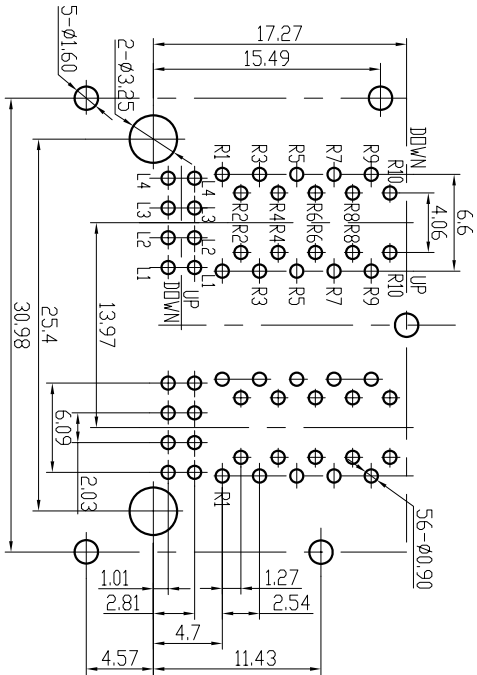 17.27
15.49
5-ø1.60
2-ø3.25
DOWN
R1
R3
R5
R7
R9
R10
6.6
4.06
L4
L3
L2
L1
L4
L3
L2
L1
R2
R4
R6
R8
R2
R4
R6
R8
R3
R5
R7
R9
R10
UP
UP
DOWN
13.97
25.4
30.98
6.09
2.03
R1
56-ø0.90
1.01
1.27
2.81
2.54
4.7
4.57
11.43